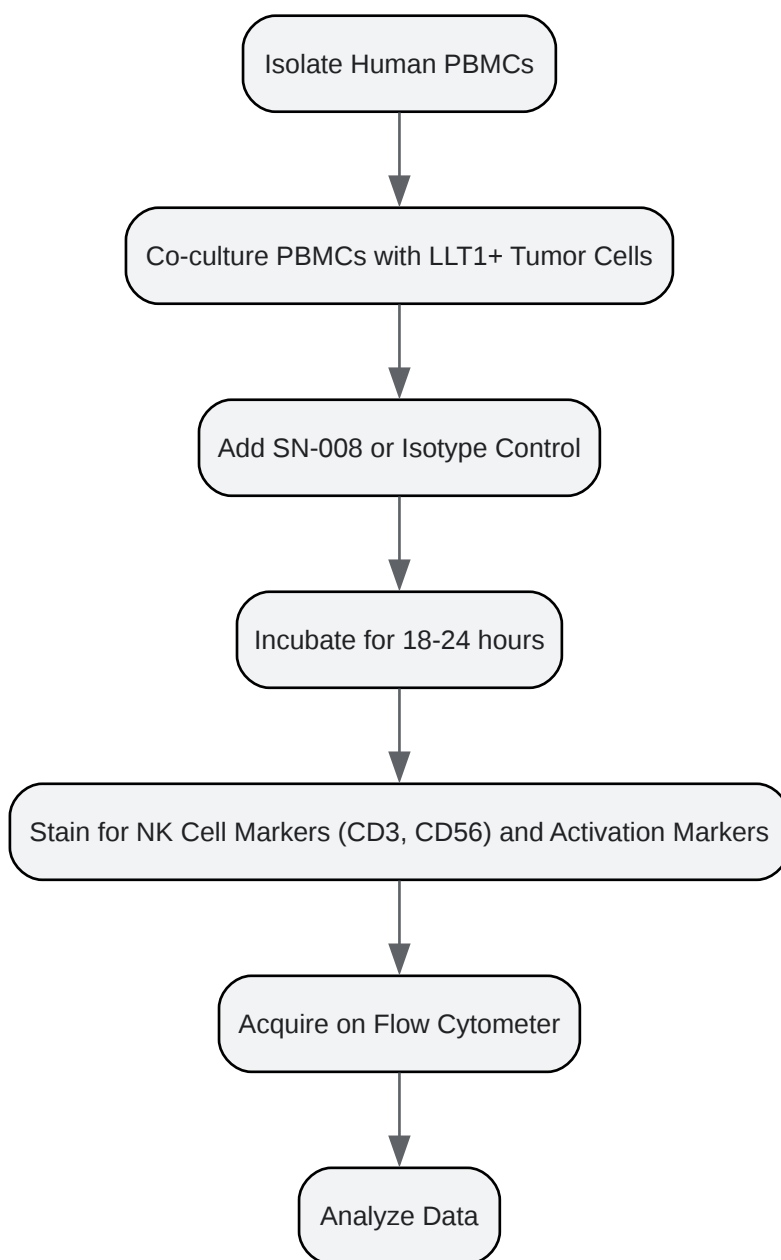 Isolate Human PBMCs
Co-culture PBMCs with LLT1+ Tumor Cells
Add SN-008 or Isotype Control
Incubate for 18-24 hours
Stain for NK Cell Markers (CD3, CD56) and Activation Markers
Acquire on Flow Cytometer
Analyze Data